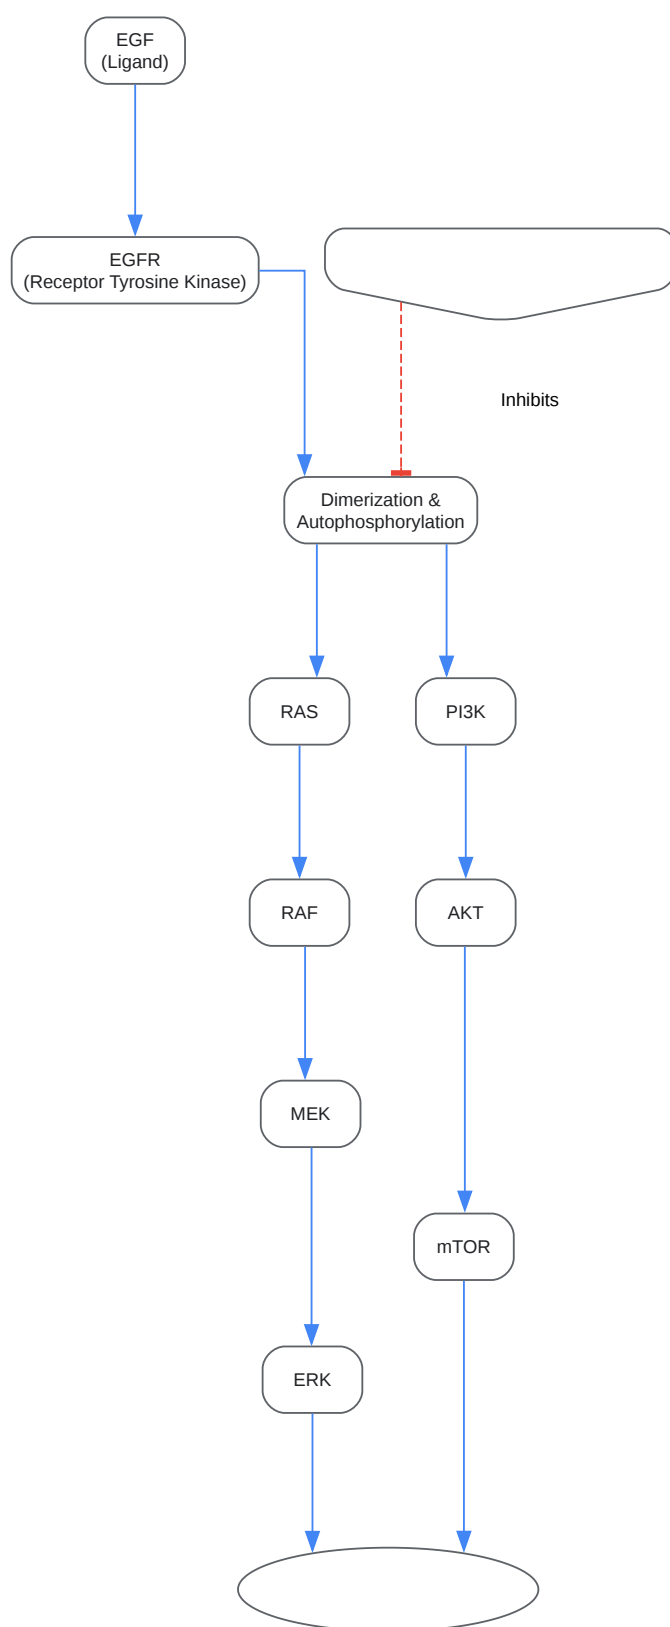 EGF
(Ligand)
EGFR
(Receptor Tyrosine Kinase)
Inhibits
Dimerization &
Autophosphorylation
RAS
PI3K
RAF
AKT
MEK
mTOR
ERK